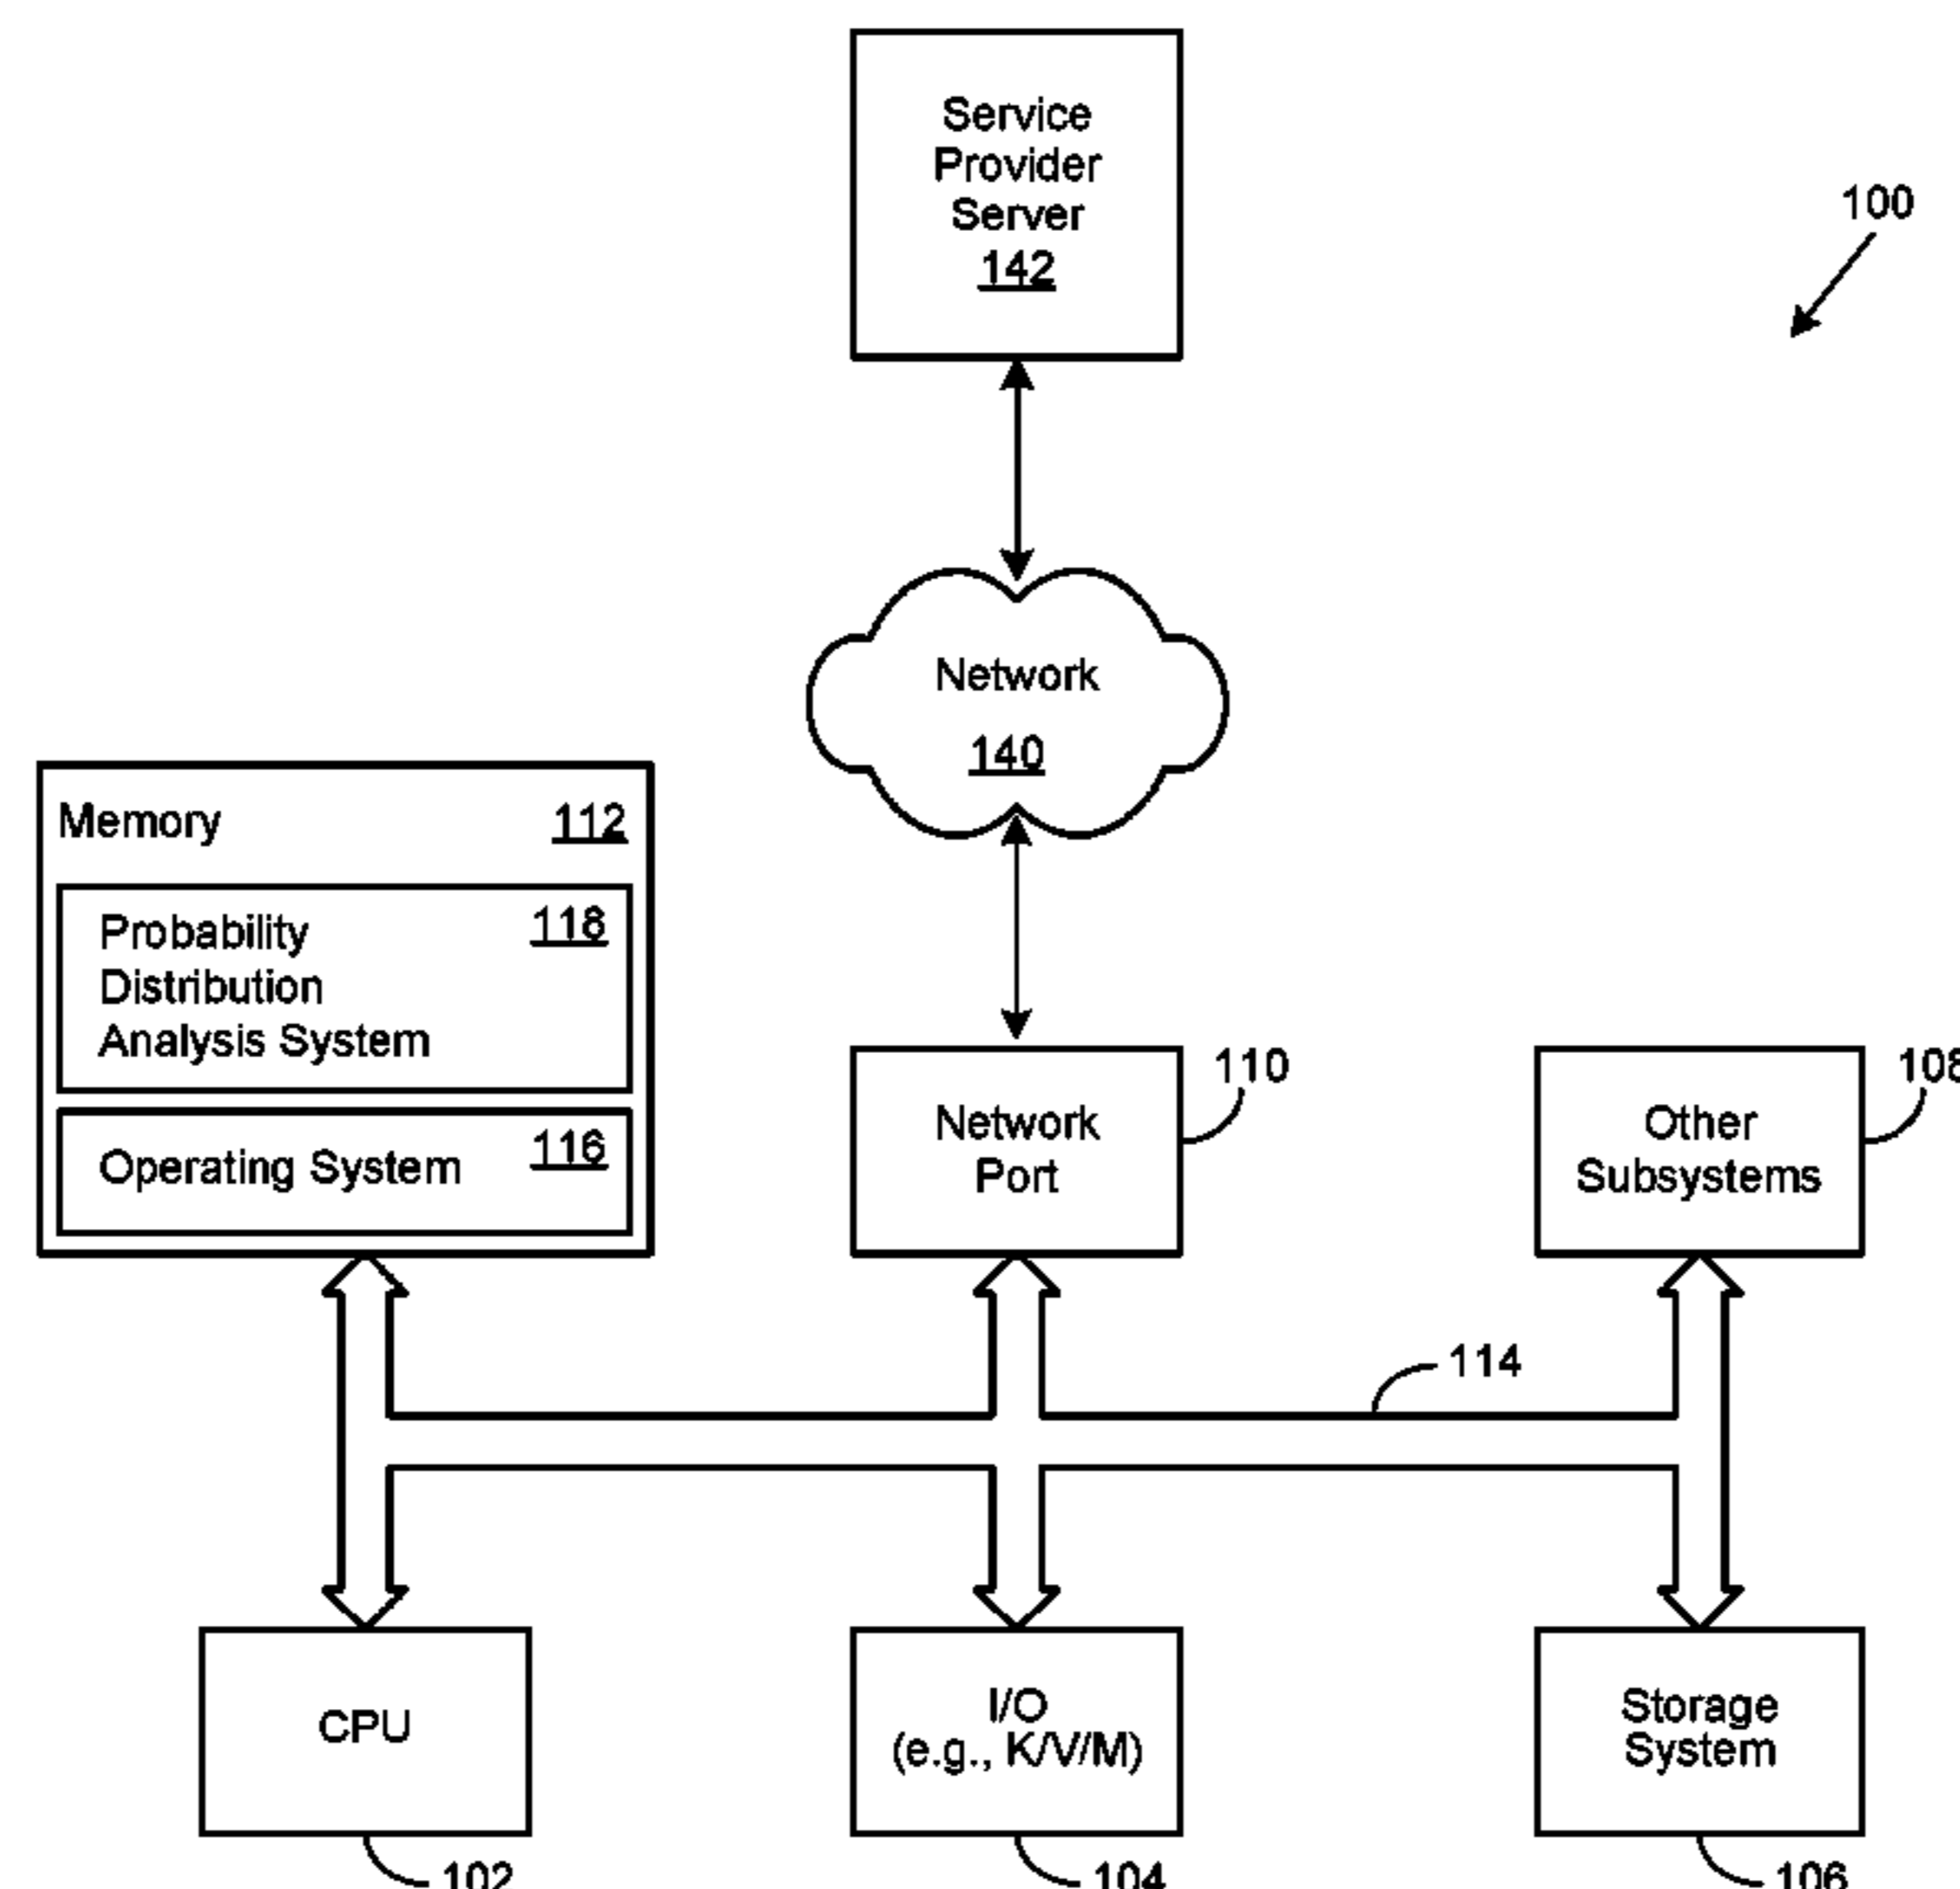 Service
Provider
Server
142
100
Network
140
Memory 112
Probability 118
Distribution
Analysis System
Operating System 116
Network
Port
110
Other
Subsystems
108
114
CPU
102
I/O
(e.g., K/V/M)
104
Storage
System
106